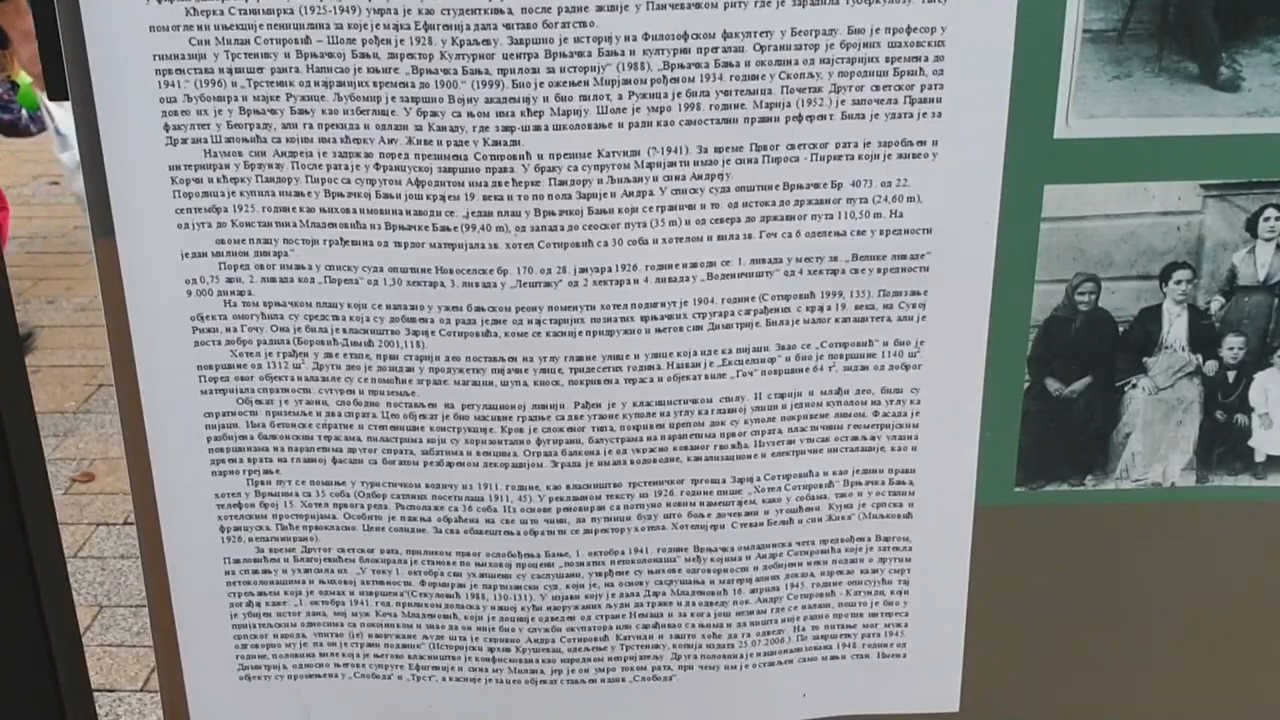 Кћерка Станимирка (1925-1949) умрла је као студенткиња, после радне акције у Панчевачком риту где је зарадила туберкулозу.
помогле ни ињекције пеницилина за које је мајка Ефигенија дала читаво богатство.
Син Милан Сотировић – Шоле рођен је 1928. у Краљеву. Завршио је историју на Филозофском факултету у Београду. Био је професор у
гимназији у Трстенику и Врњачкој Бањи, директор Културног центра Врњачка Бања и културни прегалац. Организатор је бројних шаховских
првенстава највишег ранга. Написао је књиге: „Врњачка Бања, прилози за историју" (1988), „Врњачка Бања и околина од најстаријих времена до
1941." (1996) и „Трстеник од најранијих времена до 1900." (1999). Био је ожењен Мирјаном рођеном 1934. године у Скопљу, у породици Бркић, од
оца Љубомира и мајке Ружице. Љубомир је завршио Војну академију и био пилот, а Ружица је била учитељица. Почетак Другог светског рата
довео их је у Врњачку Бању као избеглице. У браку са њом има кћер Марију. Шоле је умро 1998. године. Марија (1952.) је започела Правни
факултет у Београду, али га прекида и одлази за Канаду, где завр-шава школовање и ради као самостални правни референт. Била је удата је за
Драгана Шапоњића са којим има кћерку Ану. Живе и раде у Канади.
Наумов син Андреја је задржао поред презимена Сотировић и презиме Катунци (?-1941). За време Првог светског рата је заробљен и
интерниран у Браунау. После рата је у Француској завршио права. У браку са супругом Маријанти имао је сина Пироса - Пиркета који је живео у
Корчи и кћерку Пандору. Пирос са супругом Афродитом има две ћерке: Пандору и Љиљану и сина Андреју.
Породица је купила имање у Врњачкој Бањи још крајем 19. века и то по пола Зарије и Андра. У списку суда општине Врњачке Бр. 4073. од 22.
септембра 1925. године као њихова имовина наводи се: „један плац у Врњачкој Бањи који се граничи и то: од истока до државног пута (24,60 m),
од југа до Константина Младеновића из Врњачке Бање (99,40 m), од запада до сеоског пута (35 m) и од севера до државног пута 110,50 m. На
овоме плацу постоји грађевина од тврдог материјала зв. хотел Сотировић са 30 соба и хотелом и вила зв. Гоч са 6 оделења све у вредности
један милион динара."
Поред овог имања у списку суда општине Новоселске бр. 170. од 28. јануара 1926. године наводи се: 1. ливада у месту зв. „Велике ливаде"
од 0,75 ари, 2. ливада код „Порела" од 1,30 хектара, 3. ливада у „Лештаку" од 2 хектара и 4. ливада у „Воденичишту" од 4 хектара све у вредности
9.000 динара.
На том врњачком плацу који се налазио у ужем бањском реону поменути хотел подигнут је 1904. године (Сотировић 1999, 135). Подизање
објекта омогућила су средства која су добијена од рада једне од најстаријих познатих врњачких стругара саграђених с краја 19. века, на Сувој
Рижи, на Гочу. Она је била је власништво Зарије Сотировића, коме се касније придружио и његов син Димитрије. Била је малог капацитета, али је
доста добро радила (Боровић-Димић 2001,118).
Хотел је грађен у две етапе, први старији део постављен на углу главне улице и улице која иде ка пијаци. Звао се „Сотировић" и био је
површине од 1312 ш². Други део је дозидан у продужетку пијачне улице, тридесетих година. Назван је „Ексцелзиор" и био је површине 1140 ш².
Поред овог објекта налазиле су се помоћне зграде: магацин, шупа, киоск, покривена тераса и објекат виле „Гоч" површине 64 т², зидан од доброг
материјала спратности: сутурен и приземље.
Објекат је угаони, слободно постављен на регулационој линији. Рађен је у класицистичком стилу. И старији и млађи део, били су
спратности: приземље и два спрата. Цео објекат је био масивне градње са две угаоне куполе на углу ка главној улици и једном куполом на углу ка
пијаци. Има бетонске спратне и степенишне конструкције. Кров је сложеног типа, покривен црепом док су куполе покривене лимом. Фасада је
разбијена балконским терасама, пиластрима који су хоризонтално фугирани, балустрама на парапетима првог спрата, пластичним геометријским
површинама на парапетима другог спрата, забатима и венцима. Ограда балкона је од украсно кованог гвожђа. Изузетан утисак остављају улазна
дрвена врата на главној фасади са богатом резбареном декорацијом. Зграда је имала водоводне, канализационе и електричне инсталације, као и
парно грејање.
Први пут се помиње у туристичком водичу из 1911. године, као власништво трстеничког трговца Зарија Сотировића и као једини прави
хотел у Врњцима са 35 соба (Одбор сталних посетилаца 1911, 45). У рекламном тексту из 1926. године пише: „Хотел Сотировић" Врњачка Бања,
телефон број 15. Хотел првога реда. Располаже са 36 соба. Из основе реновиран са потпуно новим намештајем, како у собама, тако и у осталим
хотелским просторијама. Особито је пажња обраћена на све што чини, да путници буду што боље дочекани и угошћени. Кујна је српска и
француска. Пиће првокласно. Цене солидне. За сва обавештења обратити се директору хотела. Хотелијери Стеван Белић и син Жика" (Миљковић
1926, непагинирано).
За време Другог светског рата, приликом првог ослобођења Бање, 1. октобра 1941. године Врњачка омладинска чета предвођена Варгом,
Павловићем и Благојевићем блокирала је станове по њиховој процени „познатих петоколонаша" међу којима и Андре Сотировића које је затекла
на спавању и ухапсила их. „У току 1. октобра сви ухапшени су саслушани, утврђене су њихове одговорности и добијени неки подаци о другим
петоколонашима и њиховој активности. Формиран је партизански суд, који је, на основу саслушања и материјалних доказа, изрекао казну смрт
стрељањем која је одмах и извршена"(Секуловић 1988, 130-131). У изјави коју је дала Дара Младеновић 16. априла 1945. године описујући тај
догађај каже: „1. октобра 1941. год. приликом доласка у нашој кући наоружаних људи да траже и да одведу пок. Андру Сотировић - Катунци, који
је убијен истог дана, мој муж Коча Младеновић, који је доцније одведен од стране Немаца и за кога још незнам где се налази, пошто је био у
пријатељским односима са покојником и знао да он није био у служби окупатора или сарађивао са њима и да ништа није радио против интереса
српског народа, упитао (је) наоружане људе шта је скривио Андра Сотировић Катунци и зашто хоће да га одведу. На то питање мог мужа
одговорио му је па он је страни поданик" (Историјски архив Крушевац, одељење у Трстенику, копија издата 25.07.2006.). По завршетку рата 1945.
године, половина виле која је његово власништво је конфискована као народном непријатељу. Друга половина је национализована 1948. године од
Димитрија, односно његове супруге Ефигеније и сина му Милана, јер је он умро током рата, при чему им је остављен само мањи стан. Имена
објекту су промењена у „Слобода" и „Трст", а касније је за цео објекат стављен назив „Слобода".